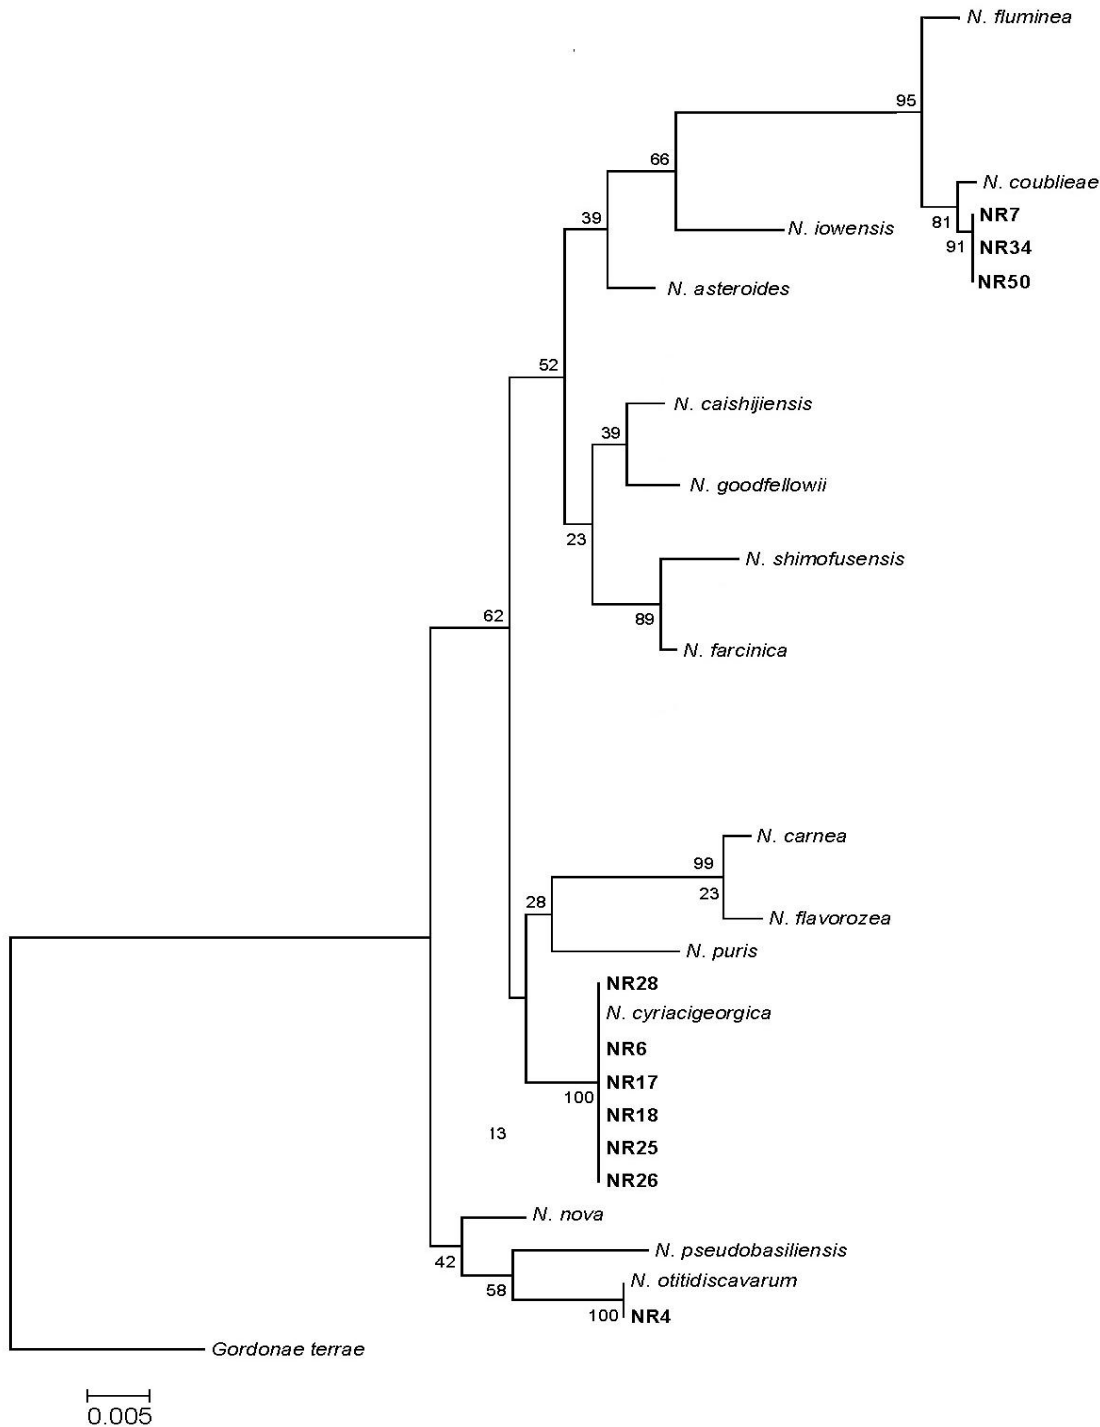 N. fluminea
95
66
N. coublieae
39
81
NR7
N. iowensis
91
NR34
NR50
N. asteroides
52
N. caishijiensis
39
N. goodfellowii
23
N. shimofusensis
62
89
N. farcinica
N. carnea
99
23
28
N. flavorozea
N. puris
NR28
N. cyriacigeorgica
NR6
NR17
100
NR18
13
NR25
NR26
N. nova
42
N. pseudobasiliensis
58
N. otitidiscavarum
100
NR4
Gordonae terrae
0.005